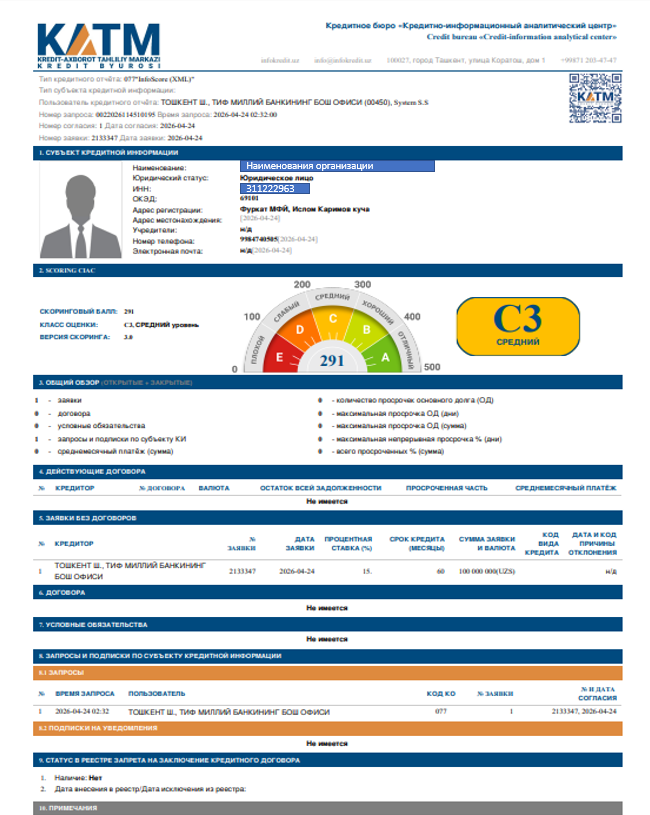 KATM
KREDIT-AXBOROT TAHLILIY MARKAZI
KREDIT BYUROSI
Кредитное бюро «Кредитно-информационный аналитический центр»
Credit bureau «Credit-information analytical center»
infokredit.uz info@infokredit.uz 100027, город Ташкент, улица Коратош, дом 1 +99871 205-47-47
Тип кредитного отчёта: 077"InfoScore (XML)"
Тип субъекта кредитной информации:
Пользователь кредитного отчёта: ТОШКЕНТ Ш., ТИФ МИЛЛИЙ БАНКИНИНГ БОШ ОФИСИ (00450), System S.S
Номер запроса: 0022026114510195 Время запроса: 2026-04-24 02:32:00
Номер согласия: 1 Дата согласия: 2026-04-24
Номер заявки: 2133347 Дата заявки: 2026-04-24
KATM
1. СУБЪЕКТ КРЕДИТНОЙ ИНФОРМАЦИИ
Наименование: Наименования организации
Юридический статус: Юридическое лицо
ИНН: 311222963
ОКЭД: 69101
Адрес регистрации: Фуркат МФЙ, Ислом Каримов куча
Адрес местонахождения: [2026-04-24]
Учредители: н/д
Номер телефона: 9984740505[2026-04-24]
Электронная почта: н/д[2026-04-24]
2. SCORING CIAC
СКОРИНГОВЫЙ БАЛЛ: 291
КЛАСС ОЦЕНКИ: C3, СРЕДНИЙ уровень
ВЕРСИЯ СКОРИНГА: 3.0
0 100 200 300 400 500
ПЛОХОЙ СЛАБЫЙ СРЕДНИЙ ХОРОШИЙ ОТЛИЧНЫЙ
E D C B A
291
C3
СРЕДНИЙ
3. ОБЩИЙ ОБЗОР (ОТКРЫТЫЕ + ЗАКРЫТЫЕ)
1 - заявки
0 - договора
0 - условные обязательства
1 - запросы и подписки по субъекту КИ
0 - среднемесячный платёж (сумма)
0 - количество просрочек основного долга (ОД)
0 - максимальная просрочка ОД (дни)
0 - максимальная просрочка ОД (сумма)
0 - максимальная непрерывная просрочка % (дни)
0 - всего просроченных % (сумма)
4. ДЕЙСТВУЮЩИЕ ДОГОВОРА
№ КРЕДИТОР № ДОГОВОРА ВАЛЮТА ОСТАТОК ВСЕЙ ЗАДОЛЖЕННОСТИ ПРОСРОЧЕННАЯ ЧАСТЬ СРЕДНЕМЕСЯЧНЫЙ ПЛАТЁЖ
Не имеется
5. ЗАЯВКИ БЕЗ ДОГОВОРОВ
№ КРЕДИТОР № ЗАЯВКИ ДАТА ЗАЯВКИ ПРОЦЕНТНАЯ СТАВКА (%) СРОК КРЕДИТА (МЕСЯЦЫ) СУММА ЗАЯВКИ И ВАЛЮТА КОД ВИДА КРЕДИТА ДАТА И КОД ПРИЧИНЫ ОТКЛОНЕНИЯ
1 ТОШКЕНТ Ш., ТИФ МИЛЛИЙ БАНКИНИНГ БОШ ОФИСИ 2133347 2026-04-24 15. 60 100 000 000(UZS) н/д
6. ДОГОВОРА
Не имеется
7. УСЛОВНЫЕ ОБЯЗАТЕЛЬСТВА
Не имеется
8. ЗАПРОСЫ И ПОДПИСКИ ПО СУБЪЕКТУ КРЕДИТНОЙ ИНФОРМАЦИИ
8.1 ЗАПРОСЫ
№ ВРЕМЯ ЗАПРОСА ПОЛЬЗОВАТЕЛЬ КОД КО № ЗАЯВКИ № И ДАТА СОГЛАСИЯ
1 2026-04-24 02:32 ТОШКЕНТ Ш., ТИФ МИЛЛИЙ БАНКИНИНГ БОШ ОФИСИ 077 1 2133347, 2026-04-24
8.2 ПОДПИСКИ НА УВЕДОМЛЕНИЯ
Не имеется
9. СТАТУС В РЕЕСТРЕ ЗАПРЕТА НА ЗАКЛЮЧЕНИЕ КРЕДИТНОГО ДОГОВОРА
1. Наличие: Нет
2. Дата внесения в реестр/Дата исключения из реестра:
10. ПРИМЕЧАНИЯ